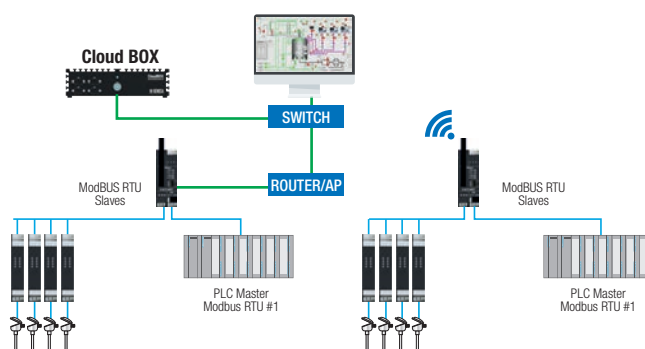 Cloud BOX
SWITCH
ROUTER/AP
ModBUS RTU
Slaves
PLC Master
Modbus RTU #1
ModBUS RTU
Slaves
PLC Master
Modbus RTU #1